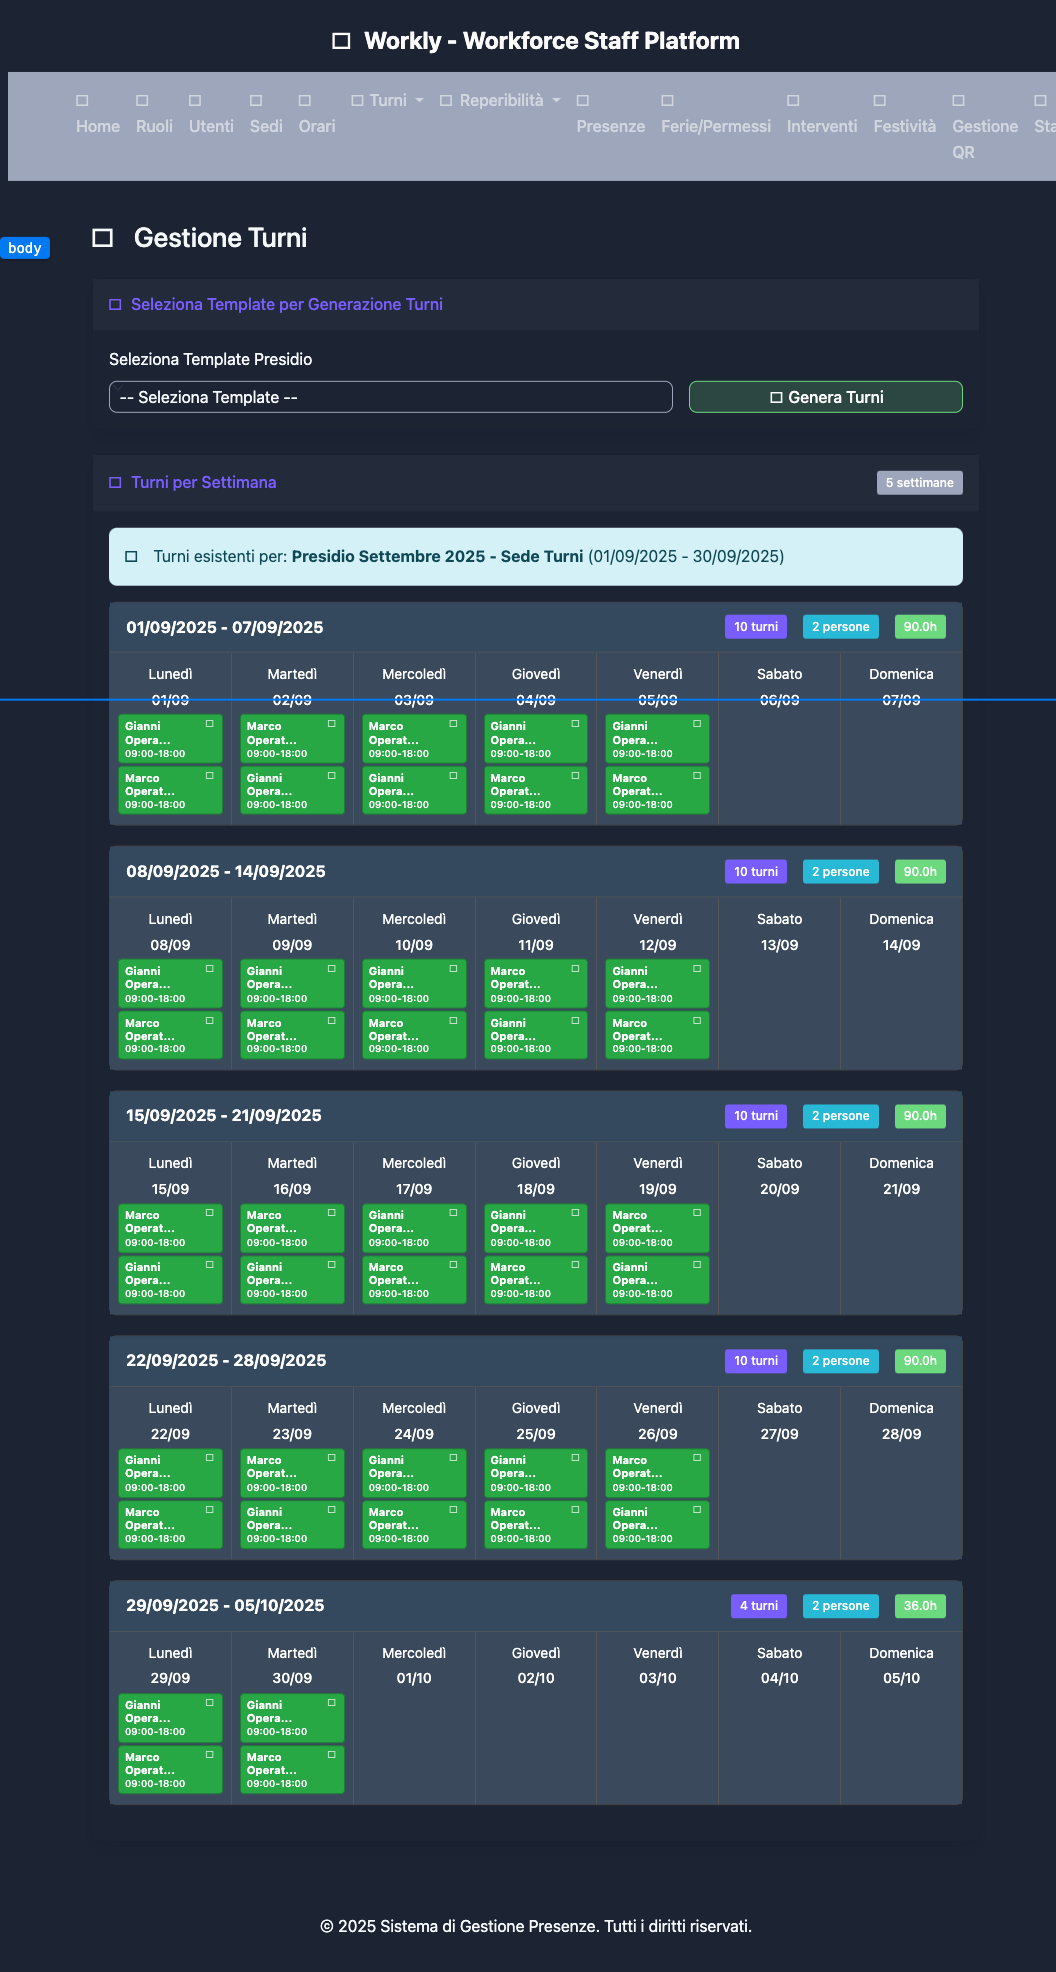 Workly - Workforce Staff Platform
Home Ruoli Utenti Sedi Orari Turni Reperibilità Presenze Ferie/Permessi Interventi Festività Gestione QR Sta
Gestione Turni
body
Seleziona Template per Generazione Turni
Seleziona Template Presidio
-- Seleziona Template -- Genera Turni
Turni per Settimana 5 settimane
Turni esistenti per: Presidio Settembre 2025 - Sede Turni (01/09/2025 - 30/09/2025)
01/09/2025 - 07/09/2025 10 turni 2 persone 90.0h
Lunedì Martedì Mercoledì Giovedì Venerdì Sabato Domenica
01/09 02/09 03/09 04/09 05/09 06/09 07/09
Gianni Marco Marco Gianni Gianni
Opera... Operat... Operat... Opera... Opera...
09:00-18:00 09:00-18:00 09:00-18:00 09:00-18:00 09:00-18:00
Marco Gianni Gianni Marco Marco
Operat... Opera... Opera... Operat... Operat...
09:00-18:00 09:00-18:00 09:00-18:00 09:00-18:00 09:00-18:00
08/09/2025 - 14/09/2025 10 turni 2 persone 90.0h
Lunedì Martedì Mercoledì Giovedì Venerdì Sabato Domenica
08/09 09/09 10/09 11/09 12/09 13/09 14/09
Gianni Gianni Gianni Marco Gianni
Opera... Opera... Opera... Operat... Opera...
09:00-18:00 09:00-18:00 09:00-18:00 09:00-18:00 09:00-18:00
Marco Marco Marco Gianni Marco
Operat... Operat... Operat... Opera... Operat...
09:00-18:00 09:00-18:00 09:00-18:00 09:00-18:00 09:00-18:00
15/09/2025 - 21/09/2025 10 turni 2 persone 90.0h
Lunedì Martedì Mercoledì Giovedì Venerdì Sabato Domenica
15/09 16/09 17/09 18/09 19/09 20/09 21/09
Marco Marco Gianni Gianni Marco
Operat... Operat... Opera... Opera... Operat...
09:00-18:00 09:00-18:00 09:00-18:00 09:00-18:00 09:00-18:00
Gianni Gianni Marco Marco Gianni
Opera... Opera... Operat... Operat... Opera...
09:00-18:00 09:00-18:00 09:00-18:00 09:00-18:00 09:00-18:00
22/09/2025 - 28/09/2025 10 turni 2 persone 90.0h
Lunedì Martedì Mercoledì Giovedì Venerdì Sabato Domenica
22/09 23/09 24/09 25/09 26/09 27/09 28/09
Gianni Marco Gianni Gianni Marco
Opera... Operat... Opera... Opera... Operat...
09:00-18:00 09:00-18:00 09:00-18:00 09:00-18:00 09:00-18:00
Marco Gianni Marco Marco Gianni
Operat... Opera... Operat... Operat... Opera...
09:00-18:00 09:00-18:00 09:00-18:00 09:00-18:00 09:00-18:00
29/09/2025 - 05/10/2025 4 turni 2 persone 36.0h
Lunedì Martedì Mercoledì Giovedì Venerdì Sabato Domenica
29/09 30/09 01/10 02/10 03/10 04/10 05/10
Gianni Gianni
Opera... Opera...
09:00-18:00 09:00-18:00
Marco Marco
Operat... Operat...
09:00-18:00 09:00-18:00
© 2025 Sistema di Gestione Presenze. Tutti i diritti riservati.